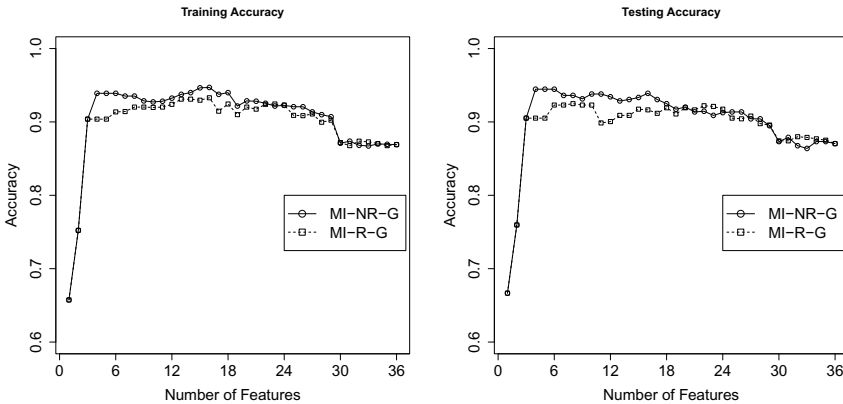 Training Accuracy
Accuracy
1.0
0.9
0.8
0.7
0.6
MI−NR−G
MI−R−G
0 6 12 18 24 30 36
Number of Features
Testing Accuracy
Accuracy
1.0
0.9
0.8
0.7
0.6
MI−NR−G
MI−R−G
0 6 12 18 24 30 36
Number of Features